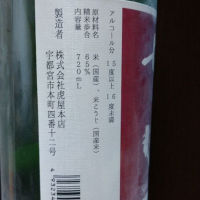 アルコール分 15度以上16度未満
原材料名 米(国産)、米こうじ(国産米)
精米歩合 65%
内容量 720mL
製造者 株式会社虎屋本店
宇都宮市本町四番十二号
4932394